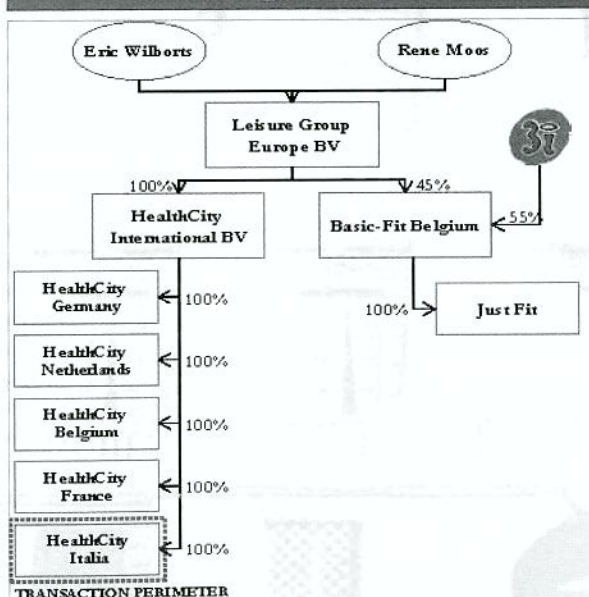 Eric Wilborts
Rene Moos
Leisure Group
Europe BV
3i
100%
45%
HealthCity
International BV
Basic-Fit Belgium
55%
HealthCity
Germany
100%
100%
Just Fit
HealthCity
Netherlands
100%
HealthCity
Belgium
100%
HealthCity
France
100%
HealthCity
Italia
100%
TRANSACTION PERIMETER